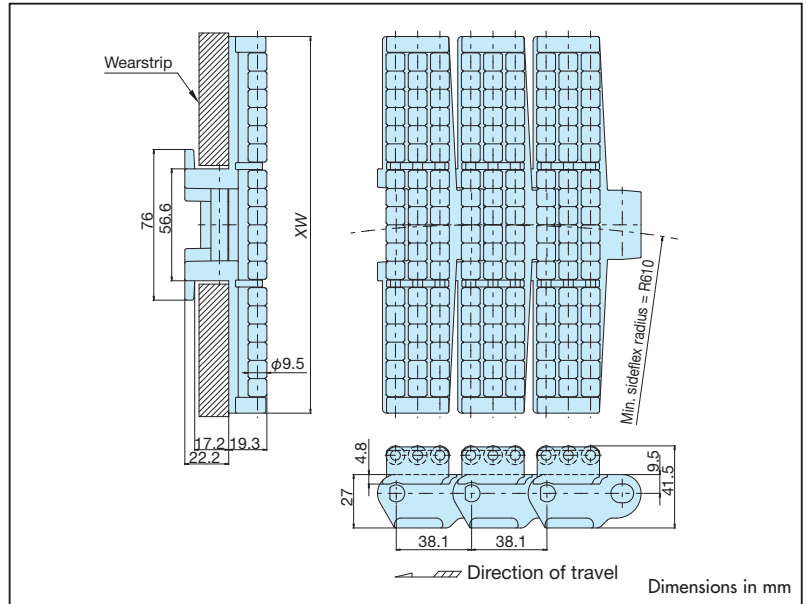 Wearstrip
76
56.6
XW
φ9.5
17.2 19.3
22.2
Min. sideflex radius = R610
4.8
27
9.5
41.5
38.1 38.1
Direction of travel
Dimensions in mm